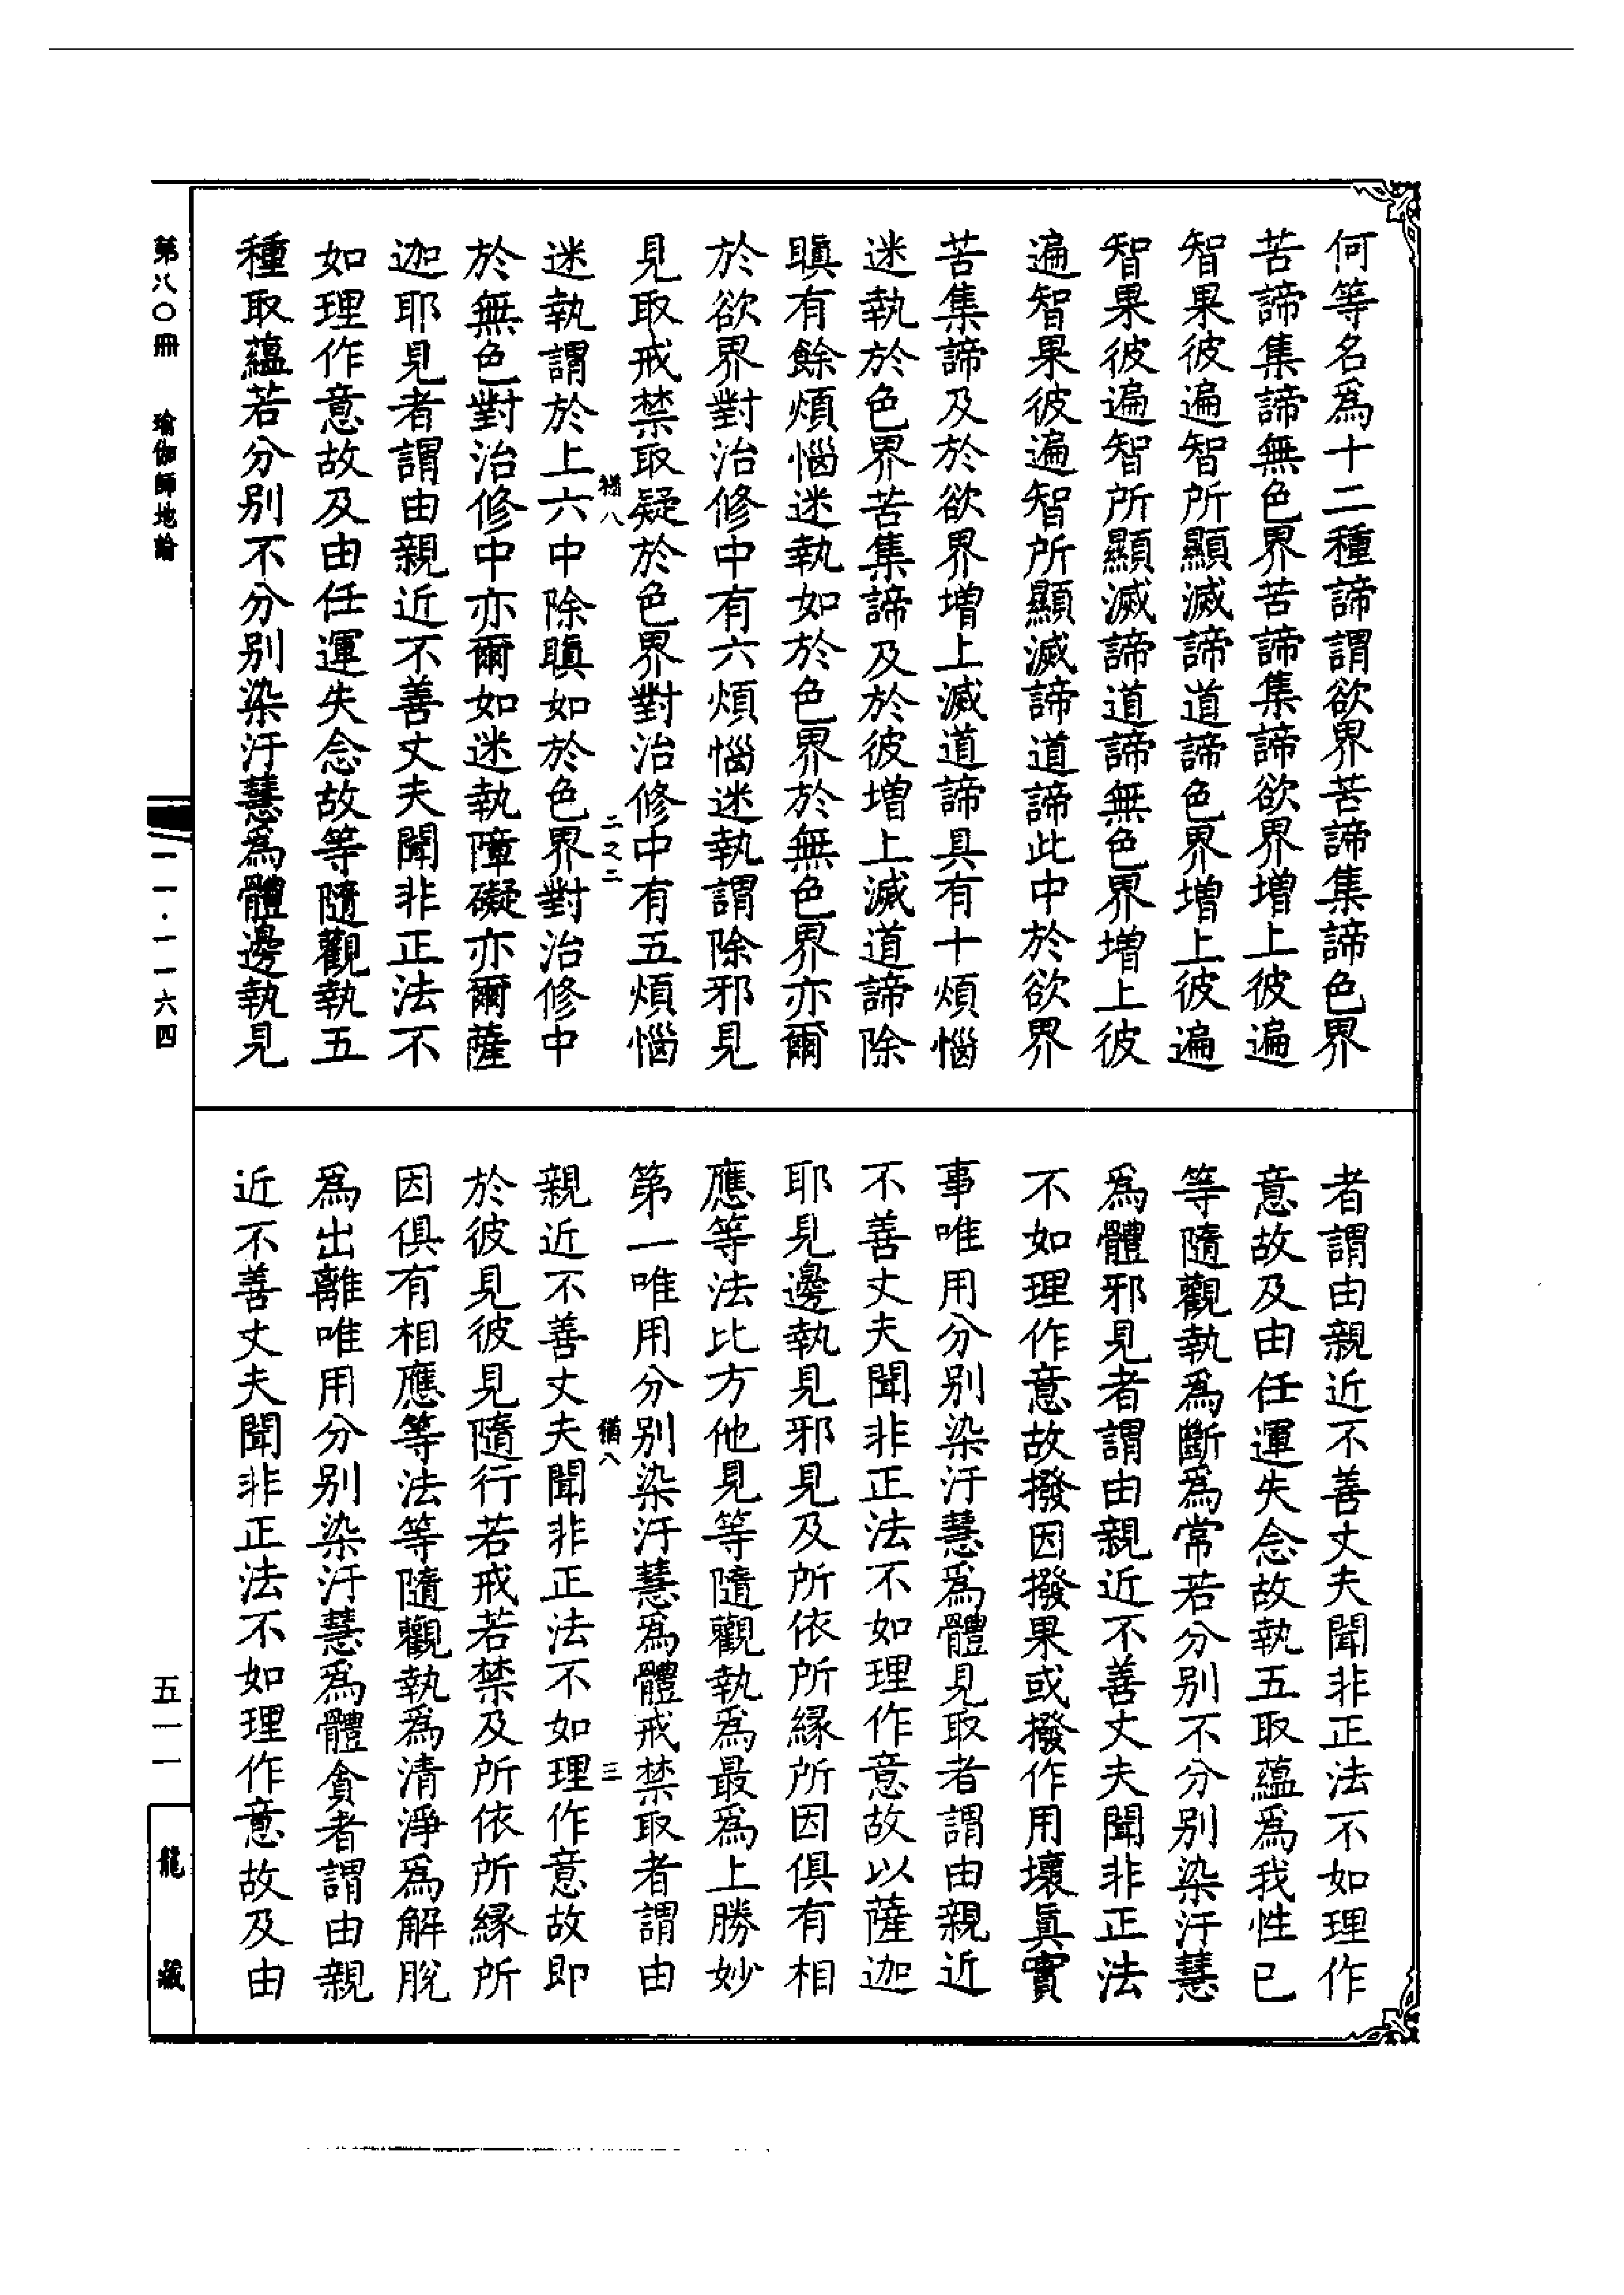 何等名爲十二種諦謂欲界苦諦集諦色界
苦諦集諦無色界苦諦集諦欲界增上彼遍
智果彼遍智所顯滅諦道諦色界增上彼遍
智果彼遍智所顯滅諦道諦無色界增上彼
遍智果彼遍智所顯滅諦道諦此中於欲界
苦集諦及於欲界增上滅道諦具有十煩惱
迷執於色界苦集諦及於彼增上滅道諦除
瞋有餘煩惱迷執如於色界於無色界亦爾
於欲界對治修中有六煩惱迷執謂除邪見
見取戒禁取疑於色界對治修中有五煩惱
猶八 二之二
迷執謂於上六中除瞋如於色界對治修中
於無色對治修中亦爾如迷執障礙亦爾薩
迦耶見者謂由親近不善丈夫聞非正法不
如理作意故及由任運失念故等隨觀執五
種取蘊若分別不分別染汙慧爲體邊執見
者謂由親近不善丈夫聞非正法不如理作
意故及由任運失念故執五取蘊爲我性已
等隨觀執爲斷爲常若分別不分別染汙慧
爲體邪見者謂由親近不善丈夫聞非正法
不如理作意故撥因撥果或撥作用壞眞實
事唯用分別染汙慧爲體見取者謂由親近
不善丈夫聞非正法不如理作意故以薩迦
耶見邊執見邪見及所依所緣所因俱有相
應等法比方他見等隨觀執爲最爲上勝妙
第一唯用分別染汙慧爲體戒禁取者謂由
猶八 三
親近不善丈夫聞非正法不如理作意故即
於彼見彼見隨行若戒若禁及所依所緣所
因俱有相應等法等隨觀執爲清淨爲解脫
爲出離唯用分別染汙慧爲體貪者謂由親
近不善丈夫聞非正法不如理作意故及由
第八〇冊 瑜伽師地論
一一·一一六四
五一一
龍藏